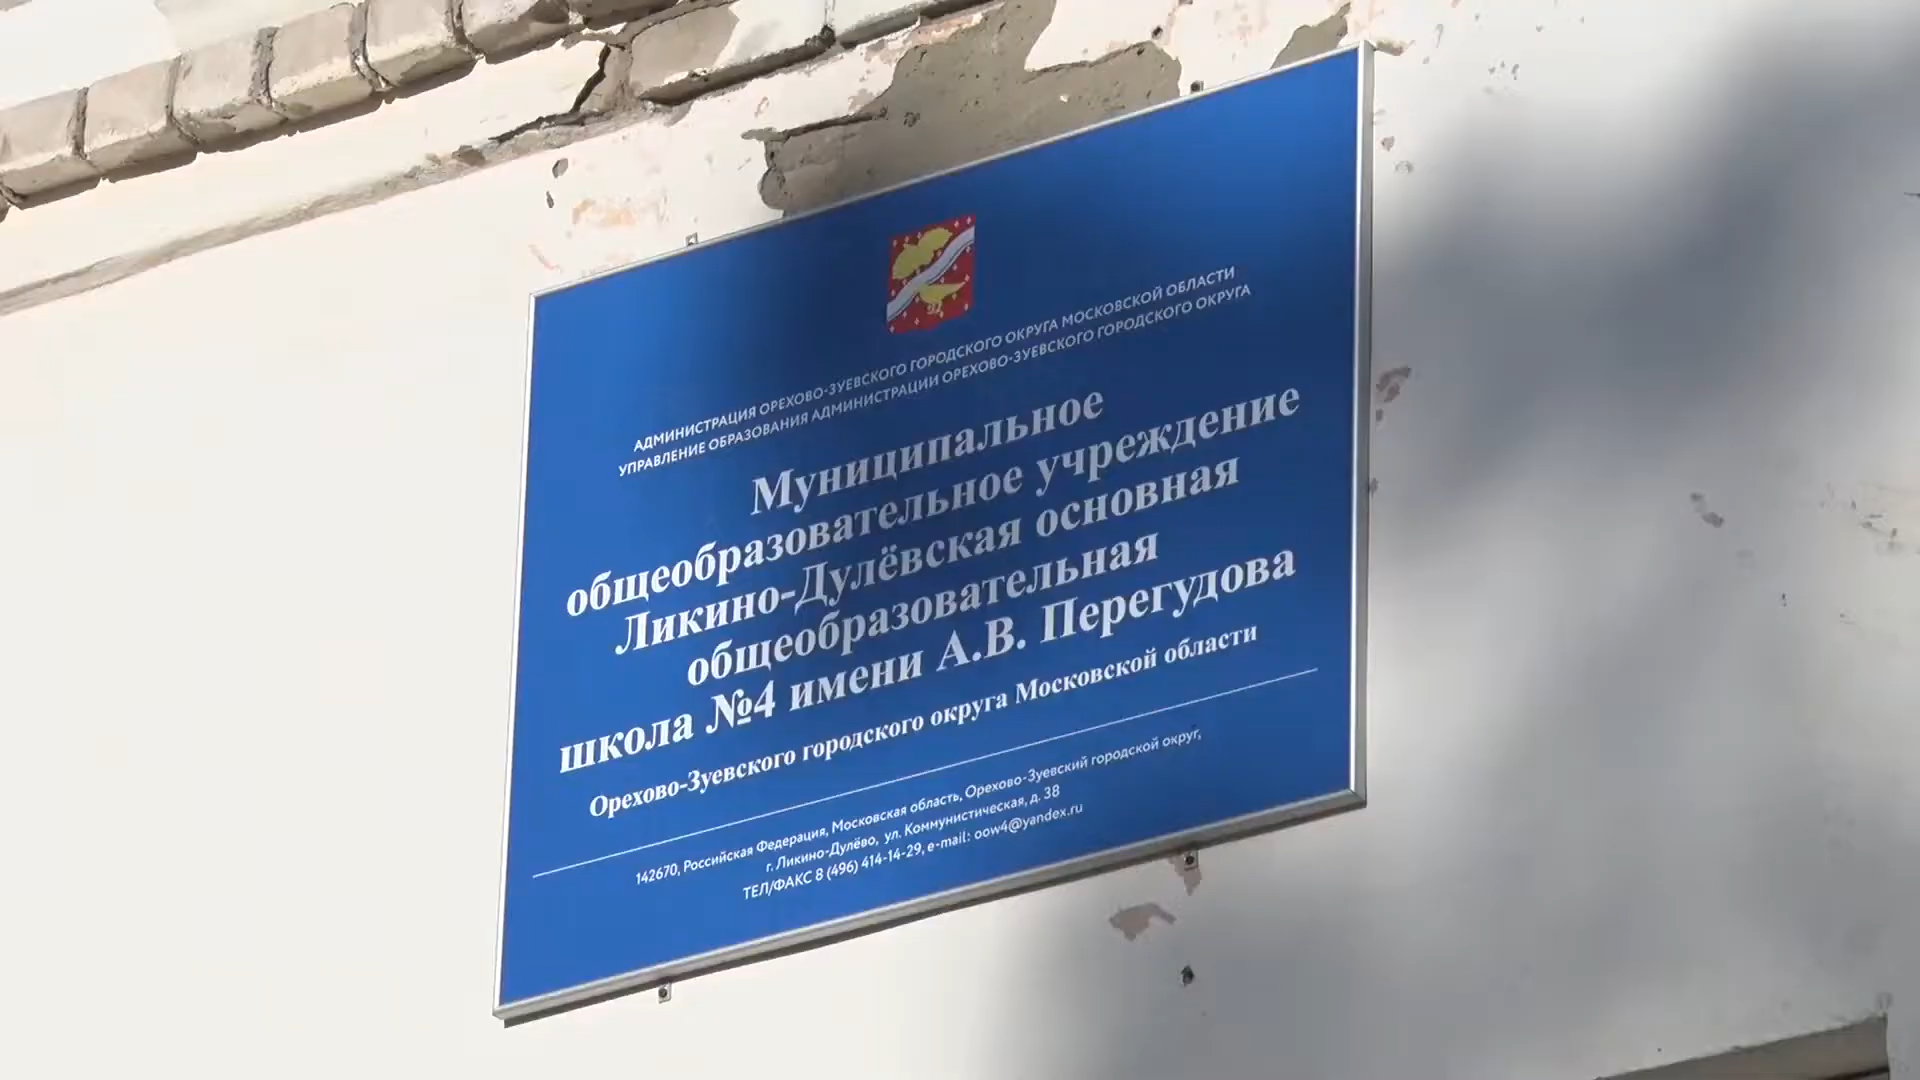 АДМИНИСТРАЦИЯ ОРЕХОВО-ЗУЕВСКОГО ГОРОДСКОГО ОКРУГА МОСКОВСКОЙ ОБЛАСТИ
УПРАВЛЕНИЕ ОБРАЗОВАНИЯ АДМИНИСТРАЦИИ ОРЕХОВО-ЗУЕВСКОГО ГОРОДСКОГО ОКРУГА
Муниципальное
общеобразовательное учреждение
Ликино-Дулёвская основная
общеобразовательная
школа №4 имени А.В. Перегудова
Орехово-Зуевского городского округа Московской области
142670, Российская Федерация, Московская область, Орехово-Зуевский городской округ,
г. Ликино-Дулёво, ул. Коммунистическая, д. 38
ТЕЛ/ФАКС 8 (496) 414-14-29, e-mail: oow4@yandex.ru